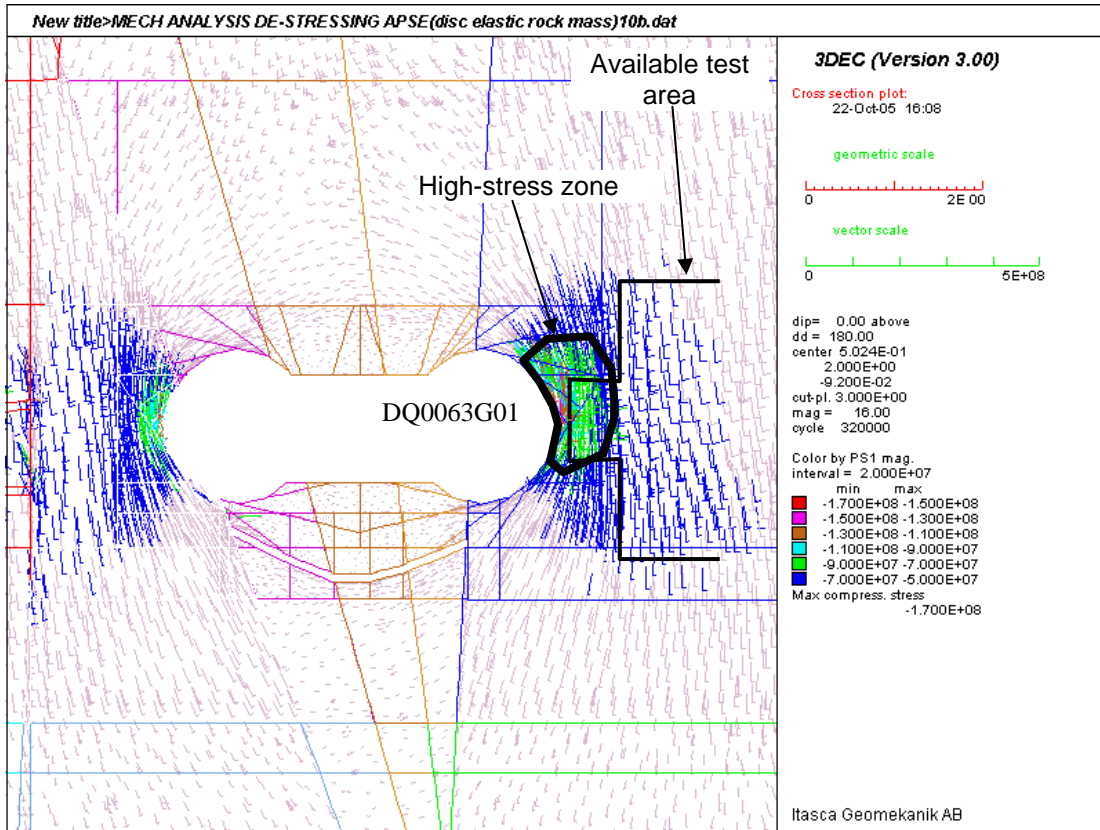 New title>MECH ANALYSIS DE-STRESSING APSE(disc elastic rock mass)10b.dat
Available test
area
High-stress zone
DQ0063G01
3DEC (Version 3.00)
Cross section plot:
22-Oct-05 16:08
geometric scale
0 2E 00
vector scale
0 5E+08
dip= 0.00 above
dd = 180.00
center 5.024E-01
2.000E+00
-9.200E-02
cut-pl. 3.000E+00
mag = 16.00
cycle 320000
Color by PS1 mag.
interval = 2.000E+07
min max
-1.700E+08 -1.500E+08
-1.500E+08 -1.300E+08
-1.300E+08 -1.100E+08
-1.100E+08 -9.000E+07
-9.000E+07 -7.000E+07
-7.000E+07 -5.000E+07
Max compress. stress
-1.700E+08
Itasca Geomekanik AB